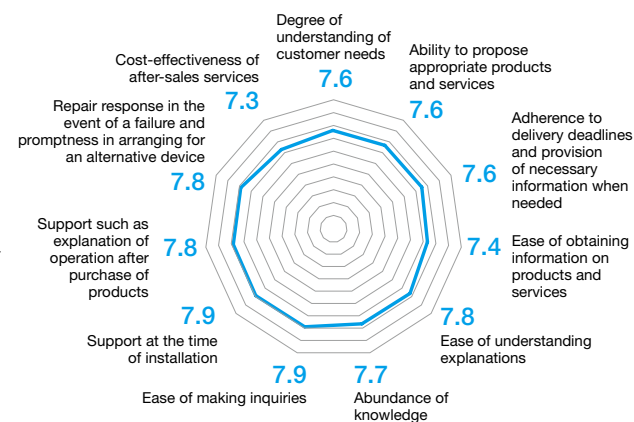 Degree of
understanding of
customer needs
7.6
Ability to propose
appropriate products
and services
7.6
Adherence to
delivery deadlines
and provision
of necessary
information when
needed
7.6
Ease of obtaining
information on
products and
services
7.4
Ease of understanding
explanations
7.8
Abundance of
knowledge
7.7
Ease of making inquiries
7.9
Support at the time
of installation
7.9
Support such as
explanation of
operation after
purchase of
products
7.8
Repair response in the
event of a failure and
promptness in arranging for
an alternative device
7.8
Cost-effectiveness of
after-sales services
7.3